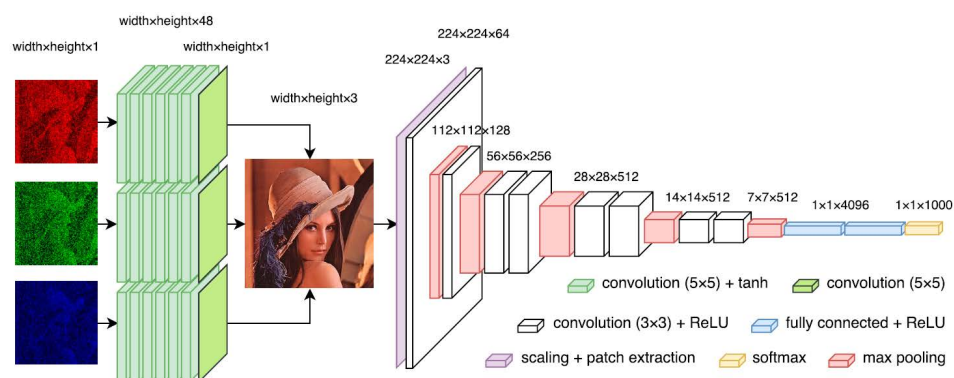 width×height×48
224×224×64
width×height×1
width×height×1
224×224×3
width×height×3
112×112×128
56×56×256
28×28×512
14×14×512
7×7×512
1×1×4096
1×1×1000
convolution (5×5) + tanh
convolution (5×5)
convolution (3×3) + ReLU
fully connected + ReLU
scaling + patch extraction
softmax
max pooling